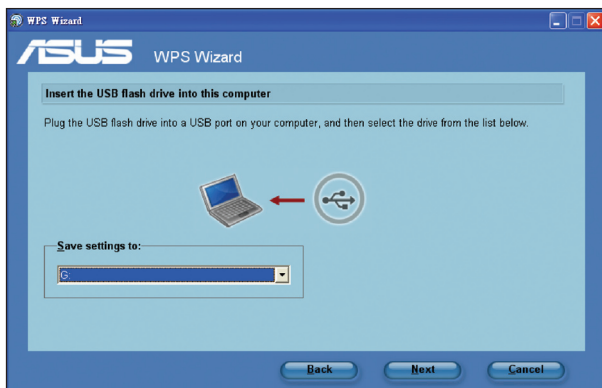 WPS Wizard
ASUS WPS Wizard
Insert the USB flash drive into this computer
Plug the USB flash drive into a USB port on your computer, and then select the drive from the list below.
Save settings to:
G:
Back Next Cancel